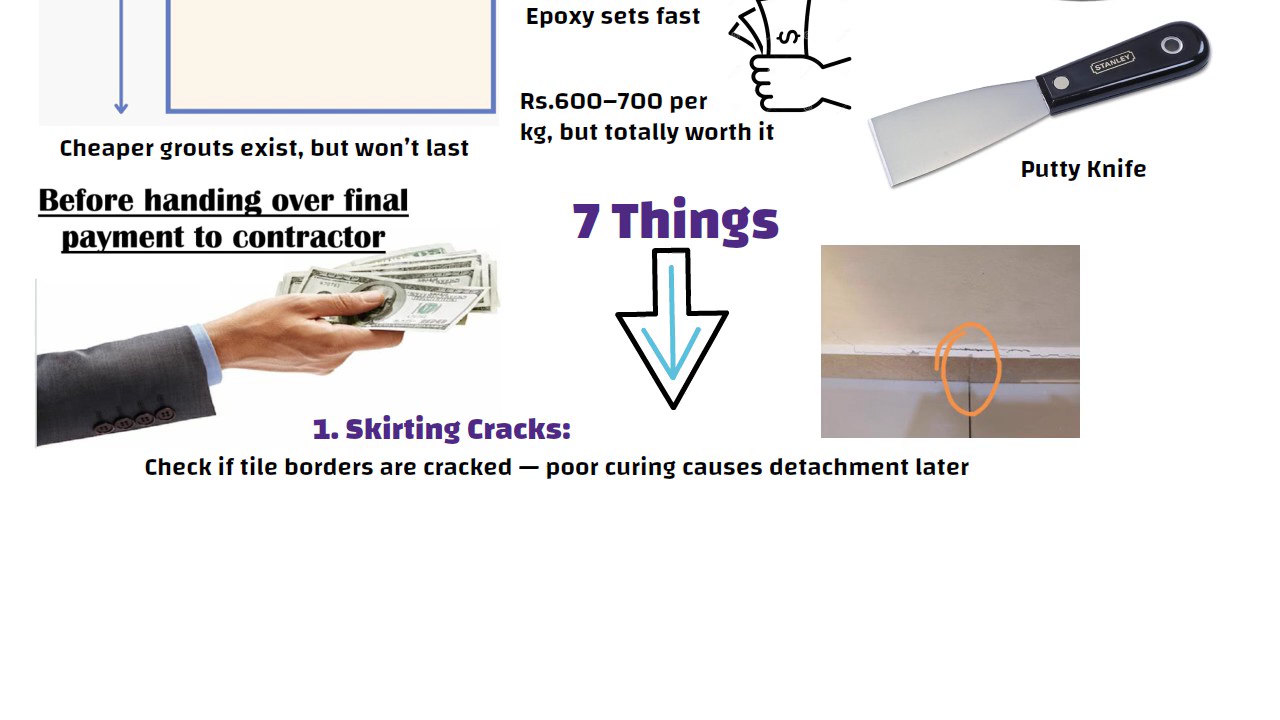 Epoxy sets fast
Rs.600–700 per
kg, but totally worth it
STANLEY
Putty Knife
Cheaper grouts exist, but won’t last
Before handing over final
payment to contractor
7 Things
1. Skirting Cracks:
Check if tile borders are cracked — poor curing causes detachment later